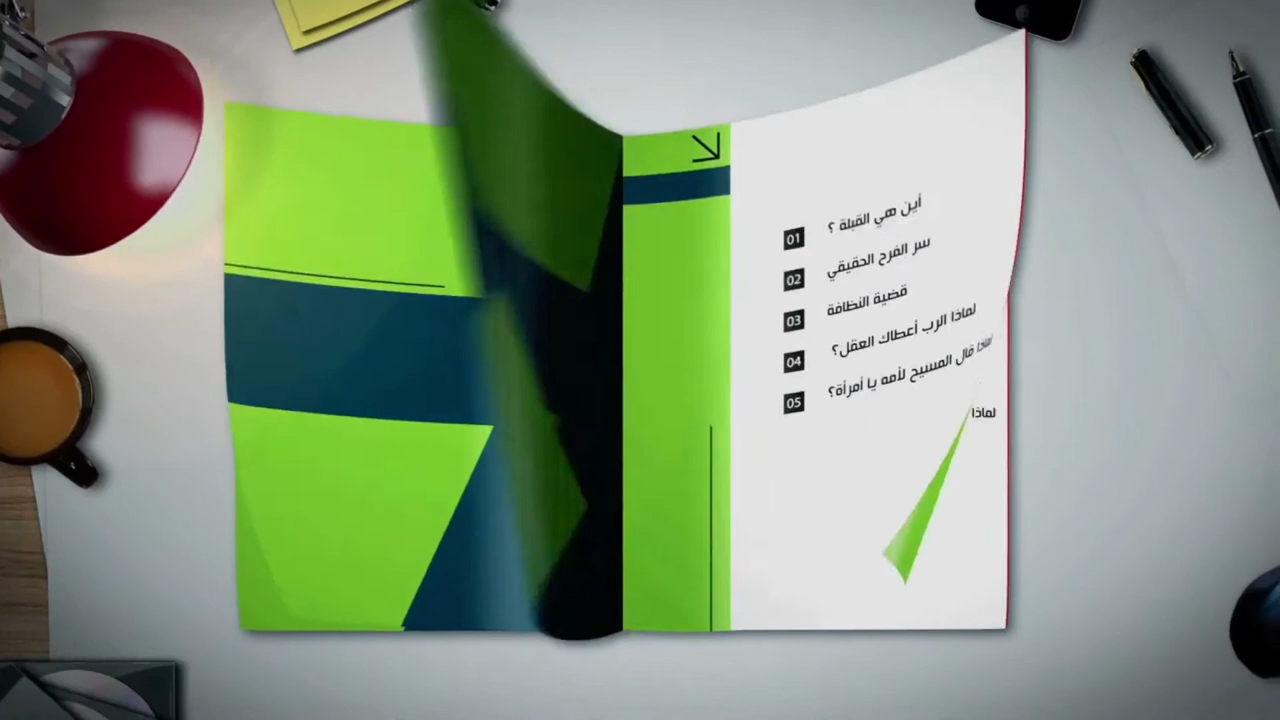 01 أين هي القبلة ؟
02 سر الفرح الحقيقي
03 قضية النظافة
04 لماذا الرب أعطاك العقل؟
05 لماذا قال المسيح لأمه يا أمرأة؟
لماذا